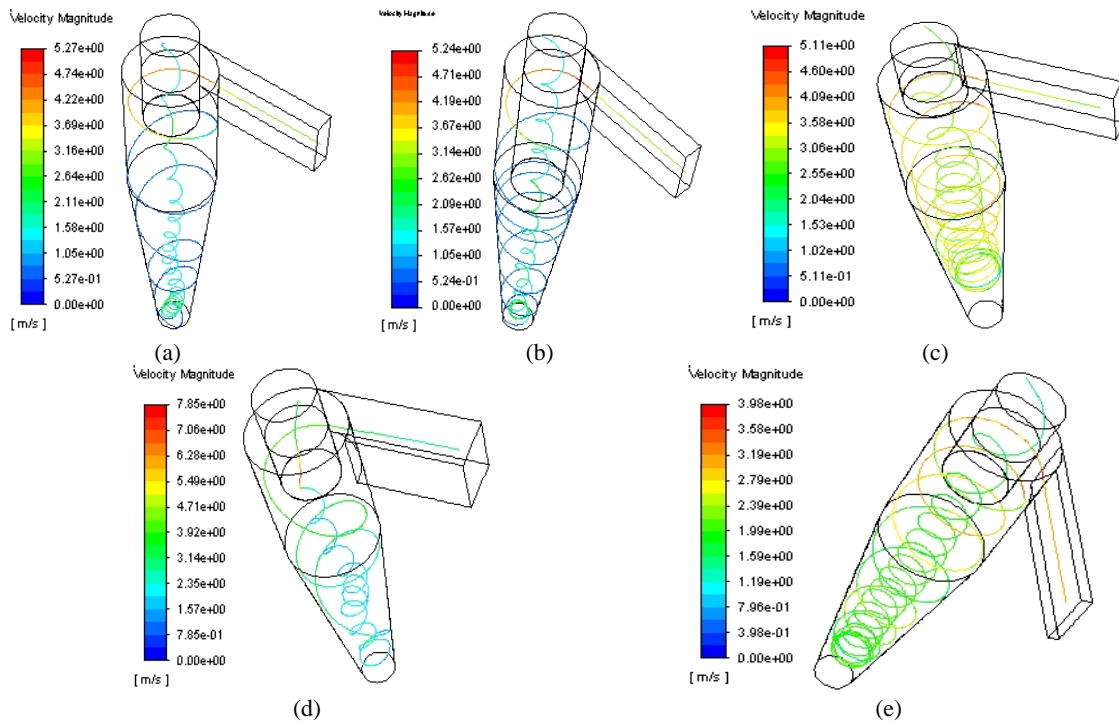 Velocity Magnitude
5.27e+00
4.74e+00
4.22e+00
3.69e+00
3.16e+00
2.64e+00
2.11e+00
1.58e+00
1.05e+00
5.27e-01
0.00e+00
[ m/s ]
(a)
Velocity Magnitude
5.24e+00
4.71e+00
4.19e+00
3.67e+00
3.14e+00
2.62e+00
2.09e+00
1.57e+00
1.05e+00
5.24e-01
0.00e+00
[ m/s ]
(b)
Velocity Magnitude
5.11e+00
4.60e+00
4.09e+00
3.58e+00
3.06e+00
2.55e+00
2.04e+00
1.53e+00
1.02e+00
5.11e-01
0.00e+00
[ m/s ]
(c)
Velocity Magnitude
7.85e+00
7.06e+00
6.28e+00
5.49e+00
4.71e+00
3.92e+00
3.14e+00
2.35e+00
1.57e+00
7.85e-01
0.00e+00
[ m/s ]
(d)
Velocity Magnitude
3.98e+00
3.58e+00
3.19e+00
2.79e+00
2.39e+00
1.99e+00
1.59e+00
1.19e+00
7.96e-01
3.98e-01
0.00e+00
[ m/s ]
(e)